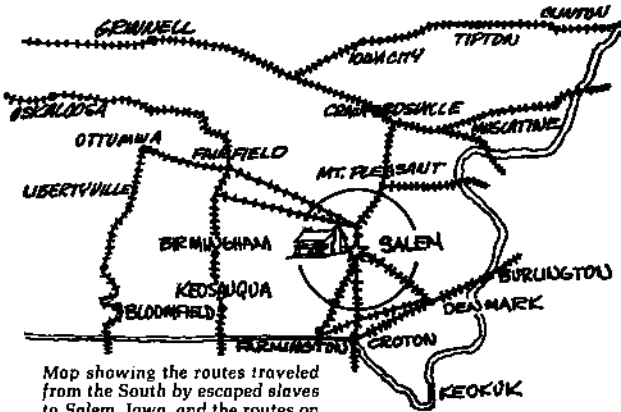 CLINTON
GRINNELL
TIPTON
IOWA CITY
OSKALOOSA
CRAWFORDSVILLE
MUSCATINE
OTTUMWA
FAIRFIELD
MT. PLEASANT
LIBERTYVILLE
BIRMINGHAM
SALEM
KEOSAUQUA
BURLINGTON
DENMARK
BLOOMFIELD
FARMINGTON
CROTON
KEOKUK
Map showing the routes traveled
from the South by escaped slaves
to Salem, Iowa, and the routes on